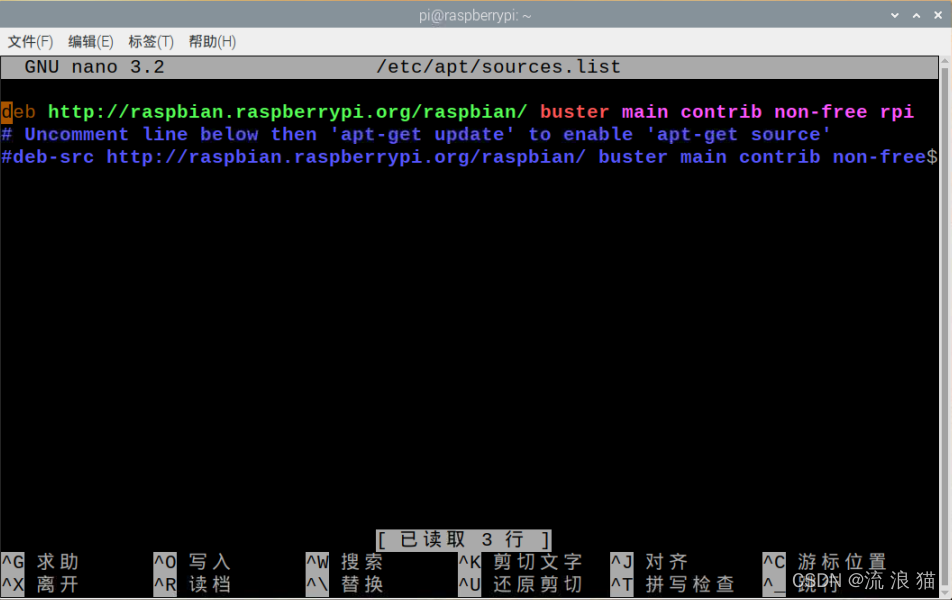 pi@raspberrypi: ~
文件(F) 编辑(E) 标签(T) 帮助(H)
GNU nano 3.2 /etc/apt/sources.list
deb http://raspbian.raspberrypi.org/raspbian/ buster main contrib non-free rpi
# Uncomment line below then 'apt-get update' to enable 'apt-get source'
#deb-src http://raspbian.raspberrypi.org/raspbian/ buster main contrib non-free$
[ 已读取 3 行 ]
^G 求助 ^O 写入 ^W 搜索 ^K 剪切文字 ^J 对齐 ^C 游标位置
^X 离开 ^R 读档 ^\ 替换 ^U 还原剪切 ^T 拼写检查 ^_ 跳行
CSDN @流浪猫